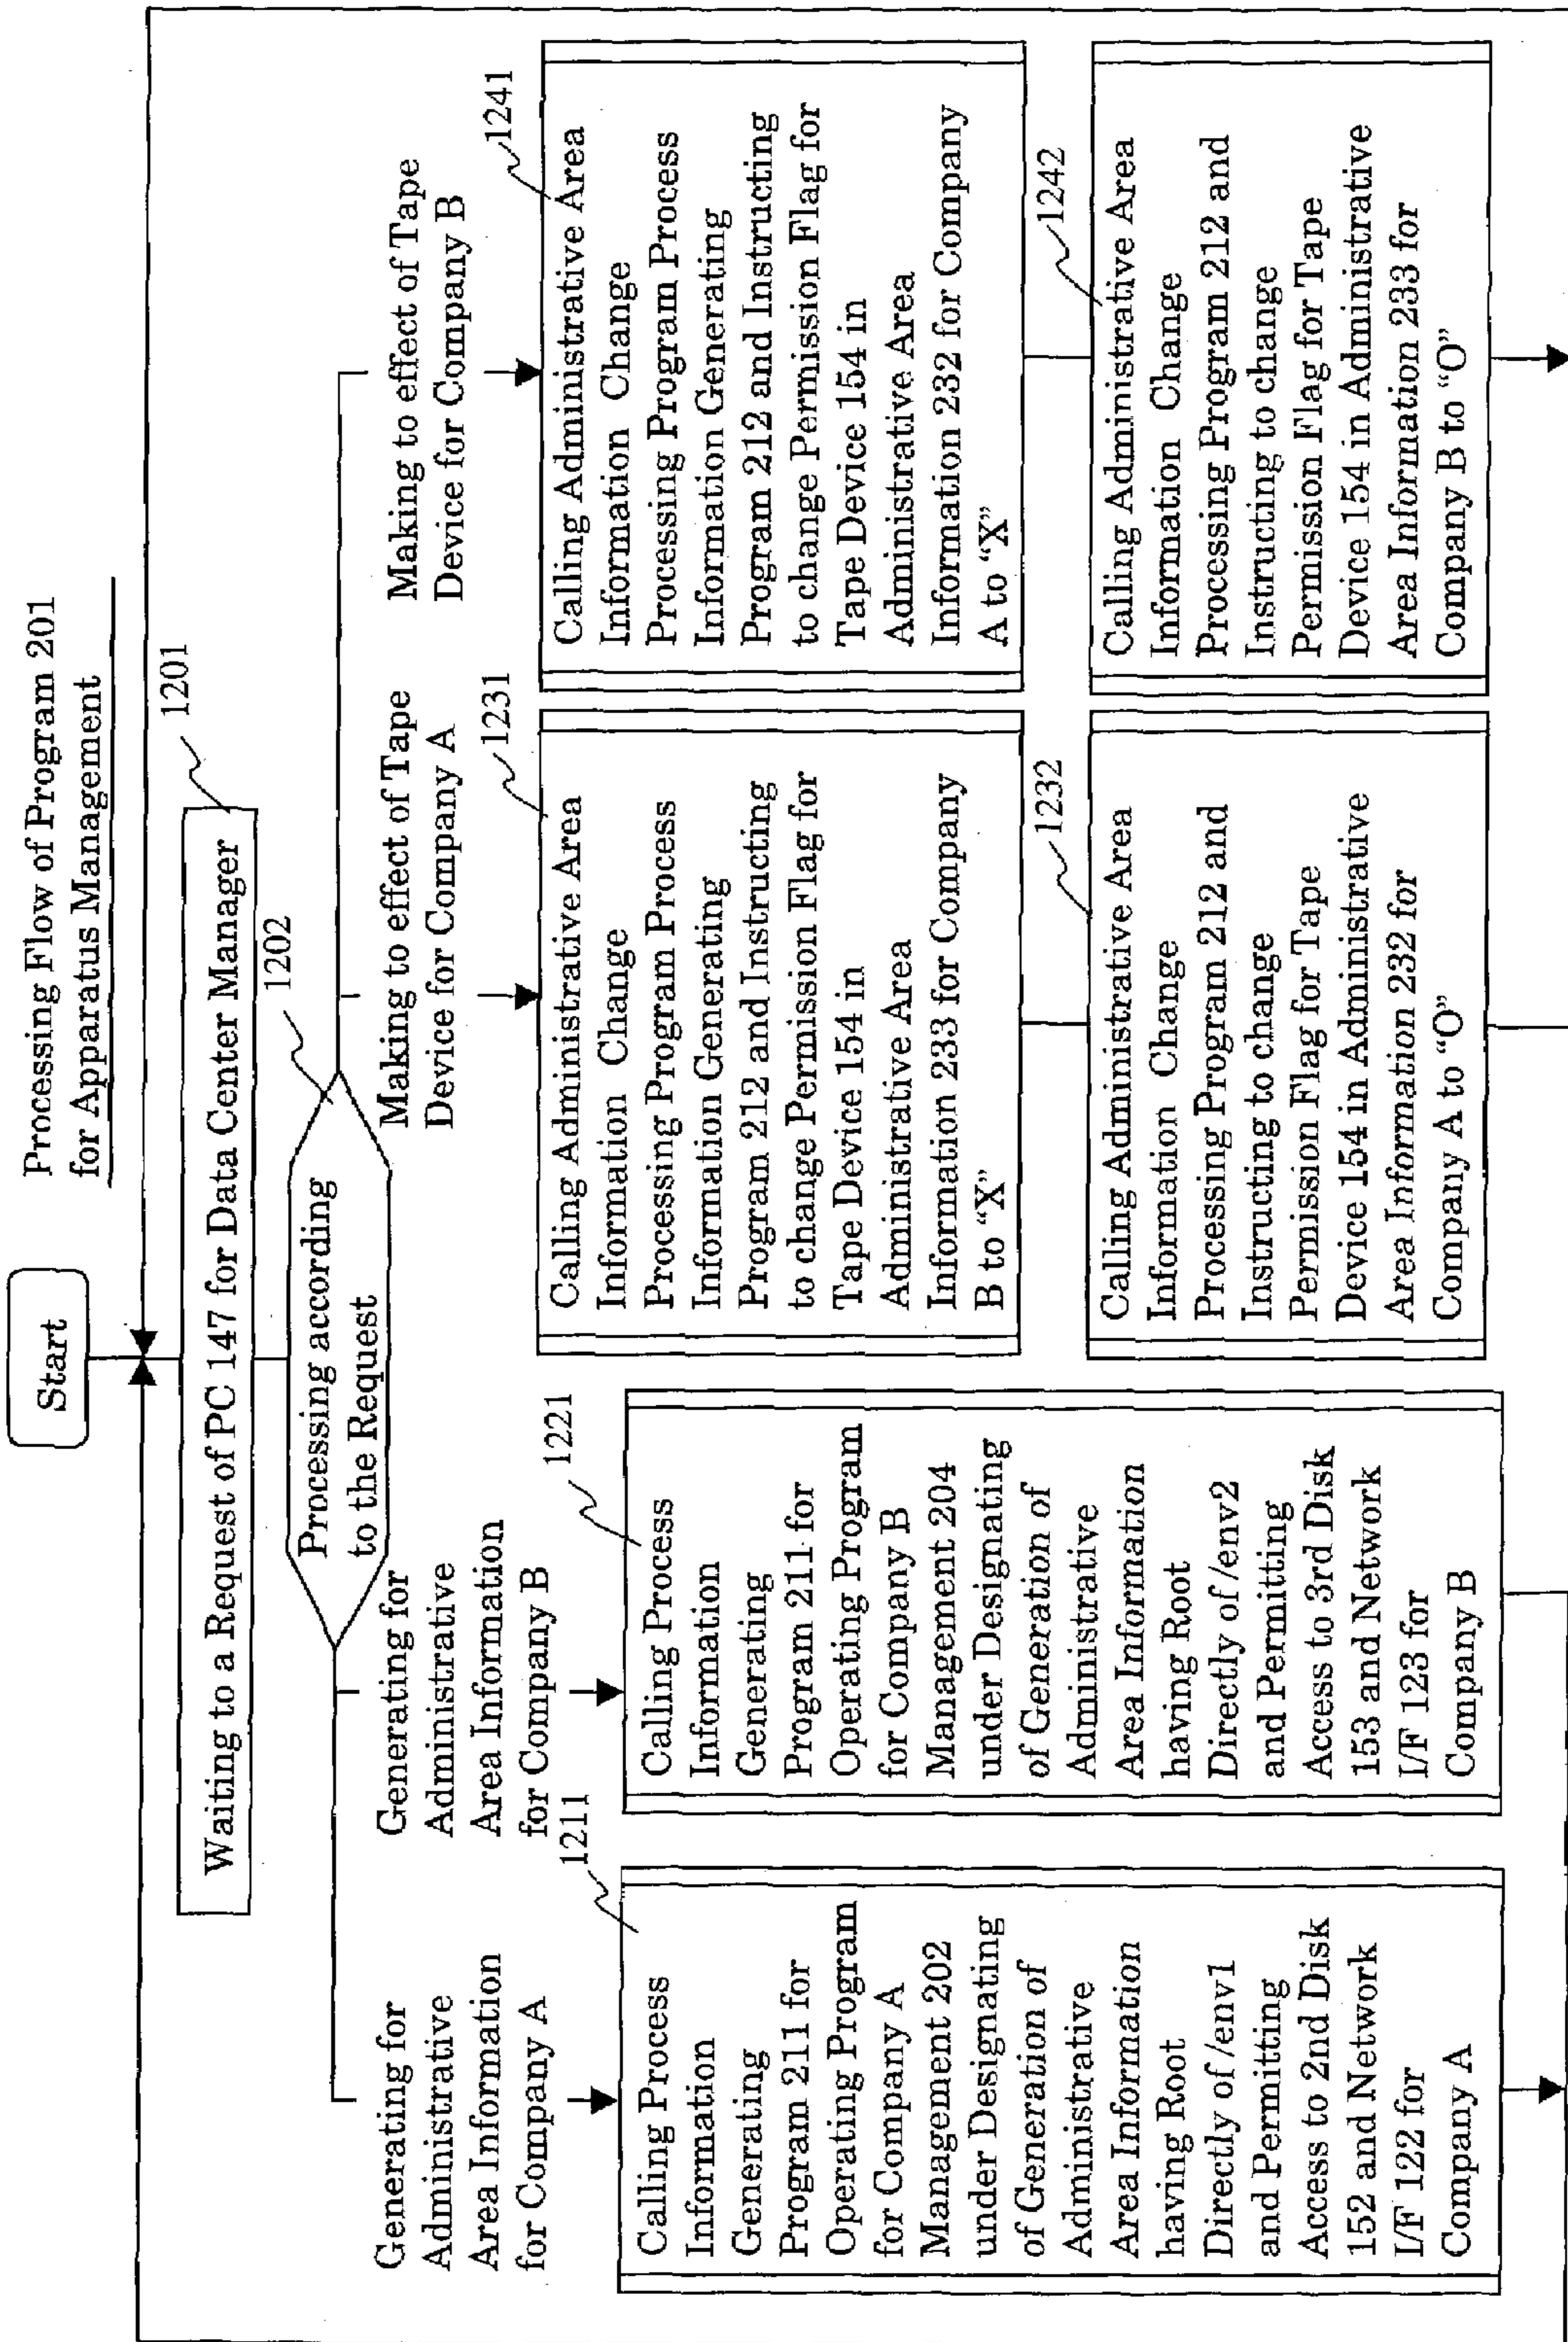 Processing Flow of Program 201
for Apparatus Management
Start
Waiting to a Request of PC 147 for Data Center Manager
1201
Processing according
to the Request
1202
Generating for
Administrative
Area Information
for Company A
1211
Calling Process
Information
Generating
Program 211 for
Operating Program
for Company A
Management 202
under Designating
of Generation of
Administrative
Area Information
having Root
Directly of /env1
and Permitting
Access to 2nd Disk
152 and Network
I/F 122 for
Company A
Generating for
Administrative
Area Information
for Company B
1221
Calling Process
Information
Generating
Program 211 for
Operating Program
for Company B
Management 204
under Designating
of Generation of
Administrative
Area Information
having Root
Directly of /env2
and Permitting
Access to 3rd Disk
153 and Network
I/F 123 for
Company B
Making to effect of Tape
Device for Company A
1231
Calling Administrative Area
Information Change
Processing Program Process
Information Generating
Program 212 and Instructing
to change Permission Flag for
Tape Device 154 in
Administrative Area
Information 233 for Company
B to "X"
1232
Calling Administrative Area
Information Change
Processing Program 212 and
Instructing to change
Permission Flag for Tape
Device 154 in Administrative
Area Information 232 for
Company A to "O"
Making to effect of Tape
Device for Company B
1241
Calling Administrative Area
Information Change
Processing Program Process
Information Generating
Program 212 and Instructing
to change Permission Flag for
Tape Device 154 in
Administrative Area
Information 232 for Company
A to "X"
1242
Calling Administrative Area
Information Change
Processing Program 212 and
Instructing to change
Permission Flag for Tape
Device 154 in Administrative
Area Information 233 for
Company B to "O"